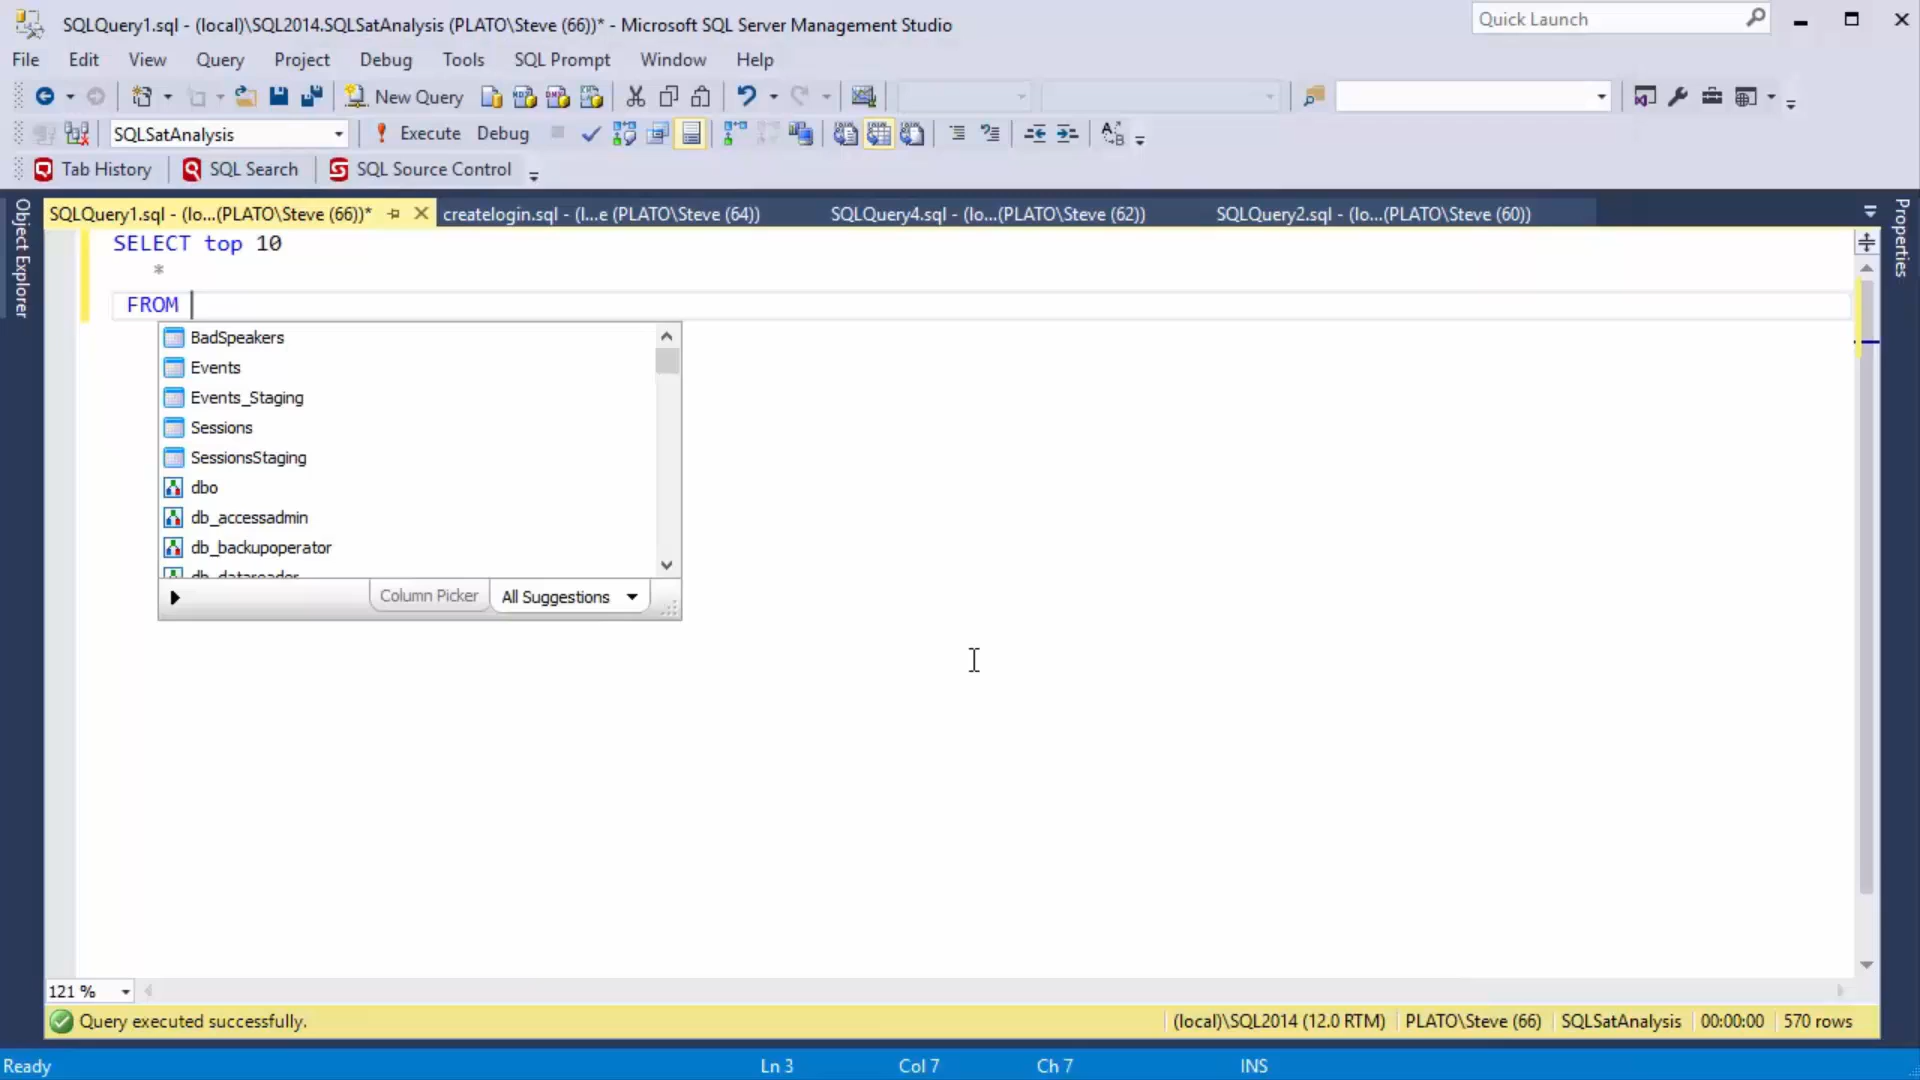 SQLQuery1.sql - (local)\SQL2014.SQLSatAnalysis (PLATO\Steve (66))* - Microsoft SQL Server Management Studio
Quick Launch
File Edit View Query Project Debug Tools SQL Prompt Window Help
New Query
SQLSatAnalysis Execute Debug
Tab History SQL Search SQL Source Control
SQLQuery1.sql - (lo...(PLATO\Steve (66))* createlogin.sql - (l...e (PLATO\Steve (64)) SQLQuery4.sql - (lo...(PLATO\Steve (62)) SQLQuery2.sql - (lo...(PLATO\Steve (60))
Object Explorer
Properties
SELECT top 10
*
FROM
BadSpeakers
Events
Events_Staging
Sessions
SessionsStaging
dbo
db_accessadmin
db_backupoperator
db_datareader
Column Picker All Suggestions
121 %
Query executed successfully. (local)\SQL2014 (12.0 RTM) PLATO\Steve (66) SQLSatAnalysis 00:00:00 570 rows
Ready Ln 3 Col 7 Ch 7 INS